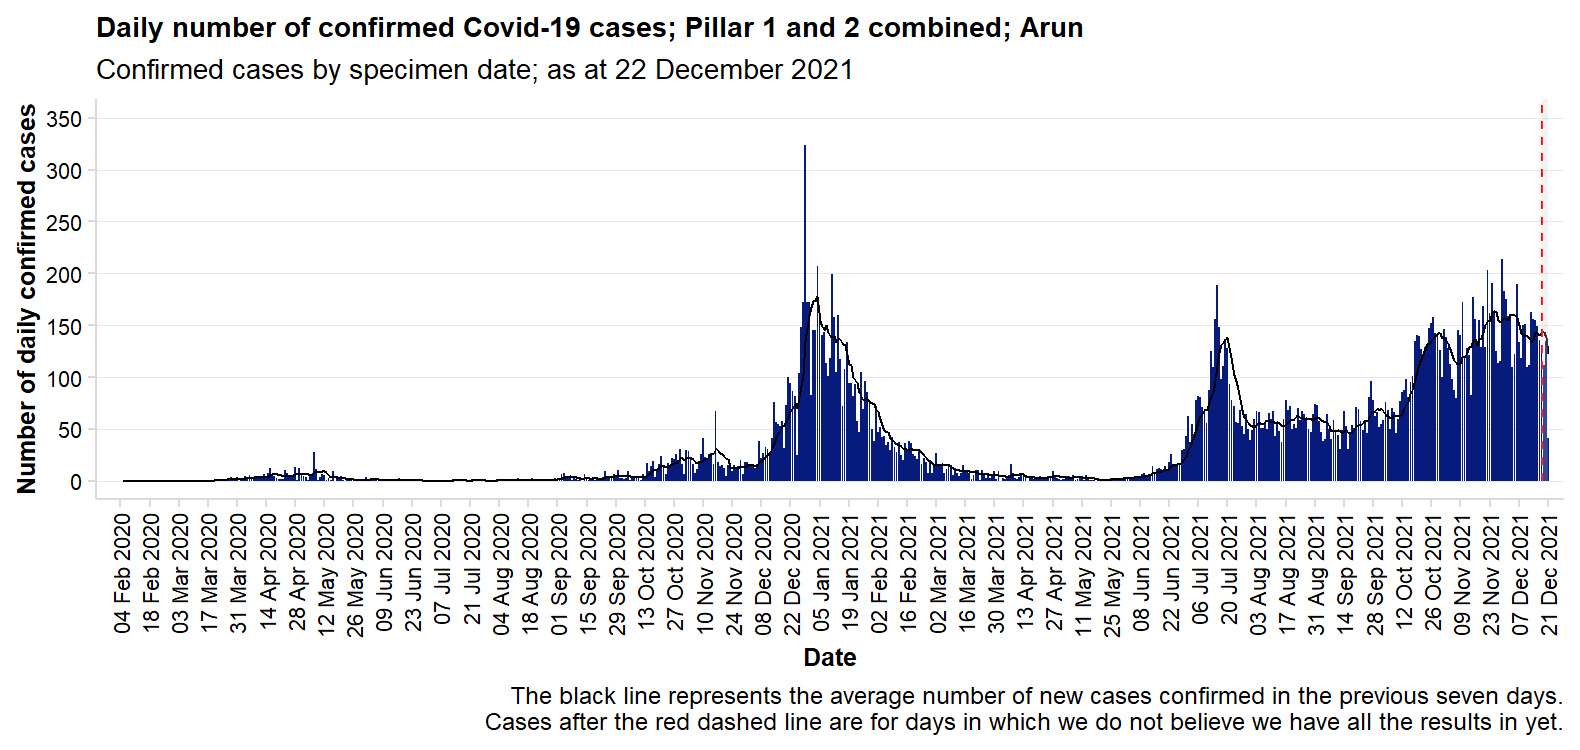 Daily number of confirmed Covid-19 cases; Pillar 1 and 2 combined; Arun
Confirmed cases by specimen date; as at 22 December 2021
Number of daily confirmed cases
350
300
250
200
150
100
50
0
04 Feb 2020
18 Feb 2020
03 Mar 2020
17 Mar 2020
31 Mar 2020
14 Apr 2020
28 Apr 2020
12 May 2020
26 May 2020
09 Jun 2020
23 Jun 2020
07 Jul 2020
21 Jul 2020
04 Aug 2020
18 Aug 2020
01 Sep 2020
15 Sep 2020
29 Sep 2020
13 Oct 2020
27 Oct 2020
10 Nov 2020
24 Nov 2020
08 Dec 2020
22 Dec 2020
05 Jan 2021
19 Jan 2021
02 Feb 2021
16 Feb 2021
02 Mar 2021
16 Mar 2021
30 Mar 2021
13 Apr 2021
27 Apr 2021
11 May 2021
25 May 2021
08 Jun 2021
22 Jun 2021
06 Jul 2021
20 Jul 2021
03 Aug 2021
17 Aug 2021
31 Aug 2021
14 Sep 2021
28 Sep 2021
12 Oct 2021
26 Oct 2021
09 Nov 2021
23 Nov 2021
07 Dec 2021
21 Dec 2021
Date
The black line represents the average number of new cases confirmed in the previous seven days.
Cases after the red dashed line are for days in which we do not believe we have all the results in yet.